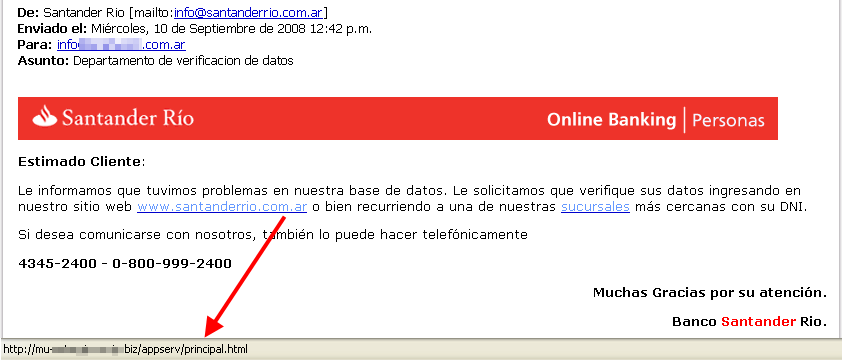 De: Santander Rio [mailto:info@santanderrio.com.ar]
Enviado el: Miércoles, 10 de Septiembre de 2008 12:42 p.m.
Para: info .com.ar
Asunto: Departamento de verificacion de datos
Santander Río
Online Banking | Personas
Estimado Cliente:
Le informamos que tuvimos problemas en nuestra base de datos. Le solicitamos que verifique sus datos ingresando en
nuestro sitio web www.santanderrio.com.ar o bien recurriendo a una de nuestras sucursales más cercanas con su DNI.
Si desea comunicarse con nosotros, también lo puede hacer telefónicamente
4345-2400 - 0-800-999-2400
Muchas Gracias por su atención.
Banco Santander Rio.
http://mu- biz/appserv/principal.html